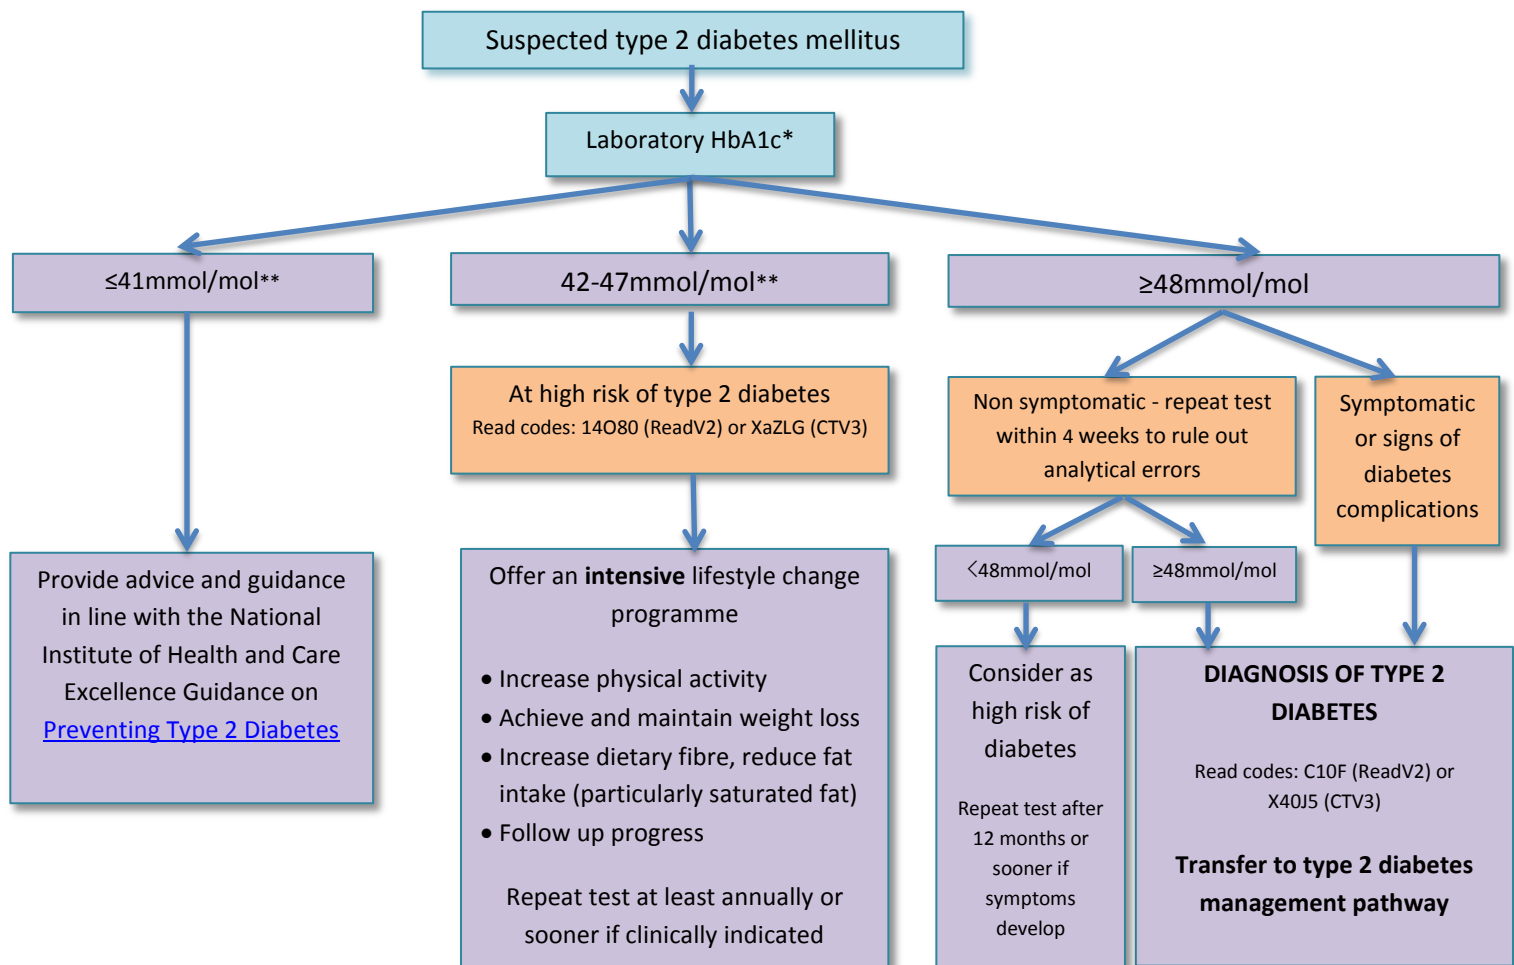 Suspected type 2 diabetes mellitus
Laboratory HbA1c*
≤41mmol/mol**
42-47mmol/mol**
≥48mmol/mol
At high risk of type 2 diabetes
Read codes: 14O80 (ReadV2) or XaZLG (CTV3)
Non symptomatic - repeat test
within 4 weeks to rule out
analytical errors
Symptomatic
or signs of
diabetes
complications
<48mmol/mol
≥48mmol/mol
Provide advice and guidance
in line with the National
Institute of Health and Care
Excellence Guidance on
Preventing Type 2 Diabetes
Offer an intensive lifestyle change
programme
• Increase physical activity
• Achieve and maintain weight loss
• Increase dietary fibre, reduce fat
intake (particularly saturated fat)
• Follow up progress
Repeat test at least annually or
sooner if clinically indicated
Consider as
high risk of
diabetes
Repeat test after
12 months or
sooner if
symptoms
develop
DIAGNOSIS OF TYPE 2
DIABETES
Read codes: C10F (ReadV2) or
X40J5 (CTV3)
Transfer to type 2 diabetes
management pathway